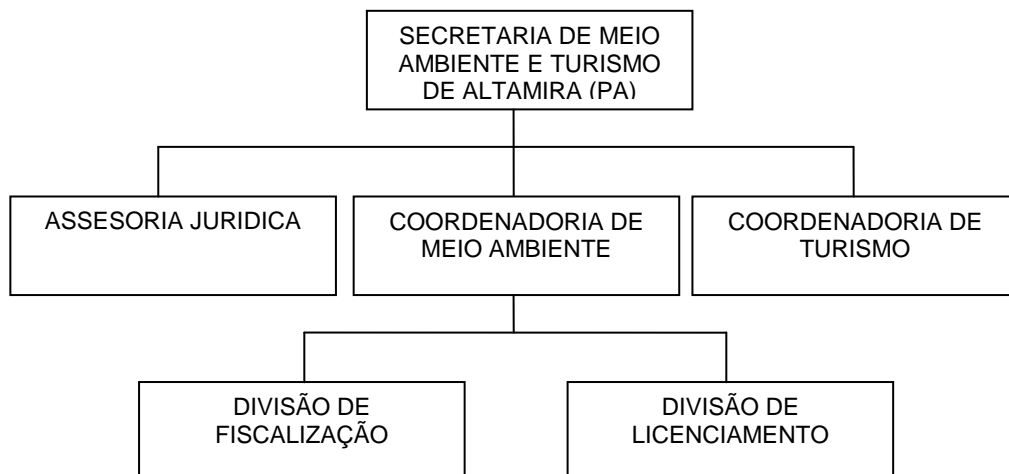 SECRETARIA DE MEIO
AMBIENTE E TURISMO
DE ALTAMIRA (PA)
ASSESORIA JURIDICA
COORDENADORIA DE
MEIO AMBIENTE
COORDENADORIA DE
TURISMO
DIVISÃO DE
FISCALIZAÇÃO
DIVISÃO DE
LICENCIAMENTO